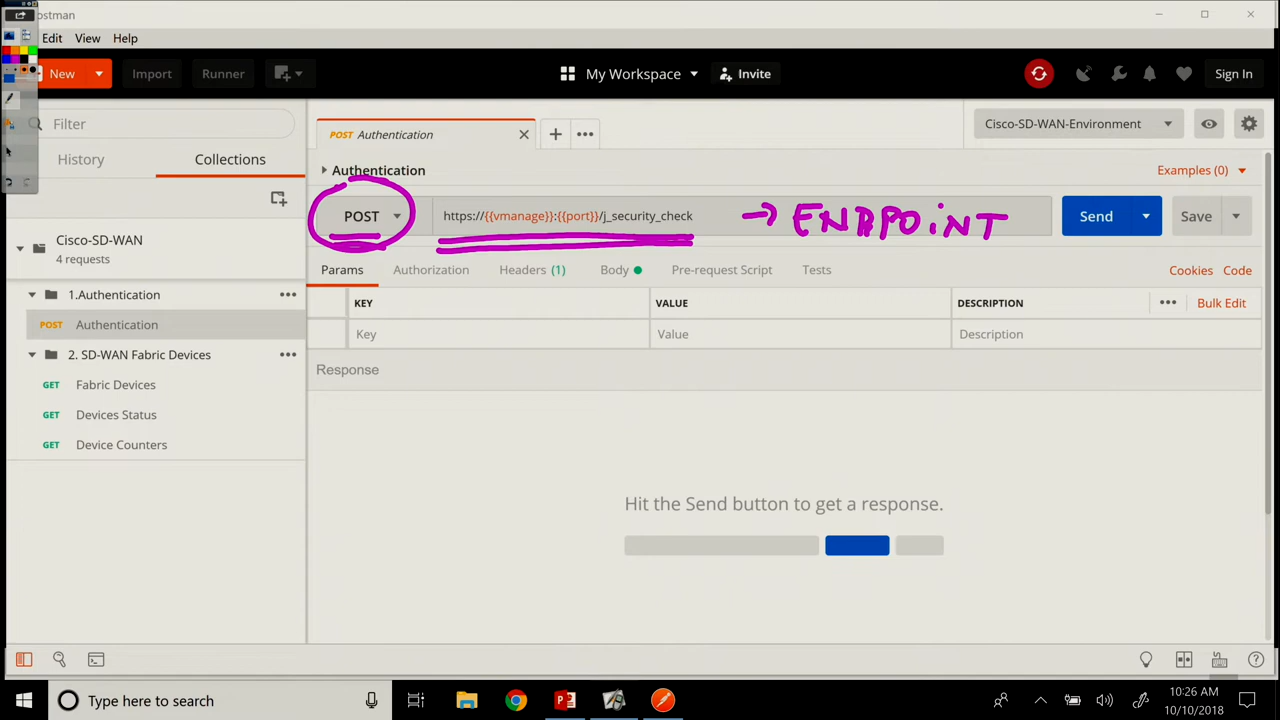 ostman
Edit View Help
New Import Runner My Workspace Invite Sign In
Filter
History Collections
Cisco-SD-WAN
4 requests
1.Authentication
POST Authentication
2. SD-WAN Fabric Devices
GET Fabric Devices
GET Devices Status
GET Device Counters
POST Authentication
Cisco-SD-WAN-Environment
Authentication
Examples (0)
POST https://{{vmanage}}:{{port}}/j_security_check → ENDPOiNT Send Save
Params Authorization Headers (1) Body Pre-request Script Tests Cookies Code
KEY VALUE DESCRIPTION Bulk Edit
Key Value Description
Response
Hit the Send button to get a response.
Type here to search
10:26 AM
10/10/2018